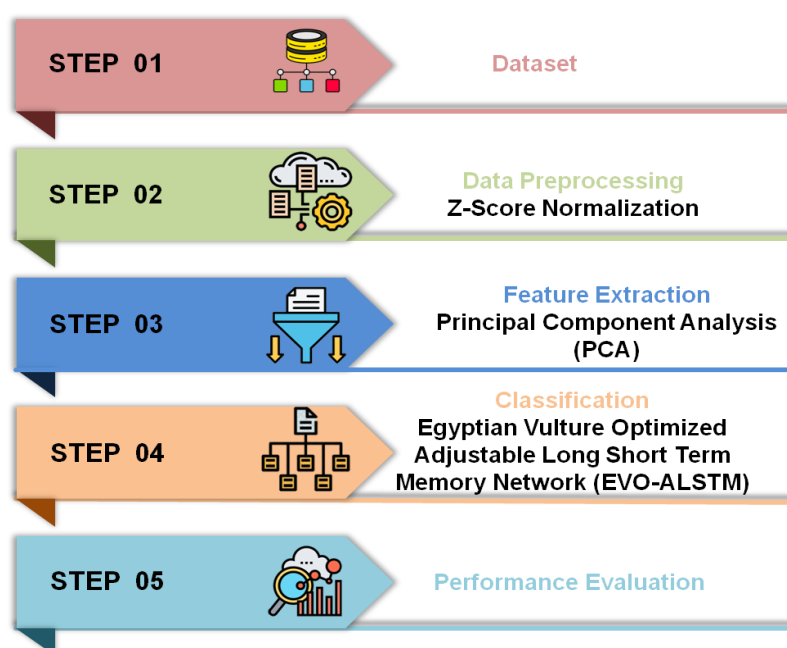 STEP 01
Dataset
STEP 02
Data Preprocessing
Z-Score Normalization
STEP 03
Feature Extraction
Principal Component Analysis
(PCA)
STEP 04
Classification
Egyptian Vulture Optimized
Adjustable Long Short Term
Memory Network (EVO-ALSTM)
STEP 05
Performance Evaluation